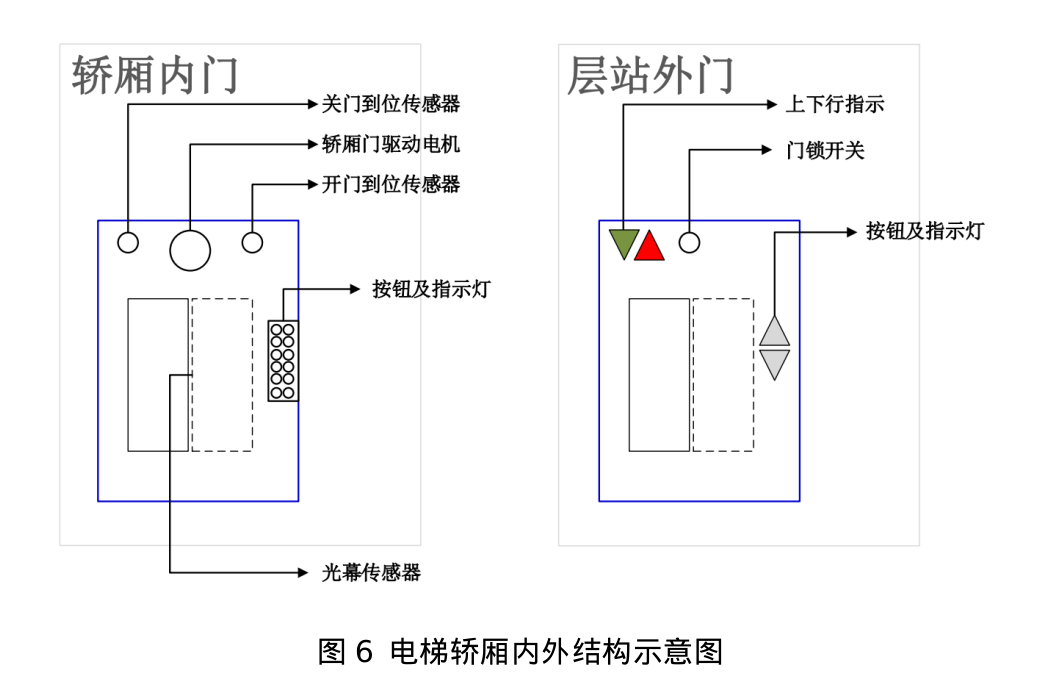 轿厢内门
关门到位传感器
轿厢门驱动电机
开门到位传感器
按钮及指示灯
光幕传感器
层站外门
上下行指示
门锁开关
按钮及指示灯
图 6 电梯轿厢内外结构示意图